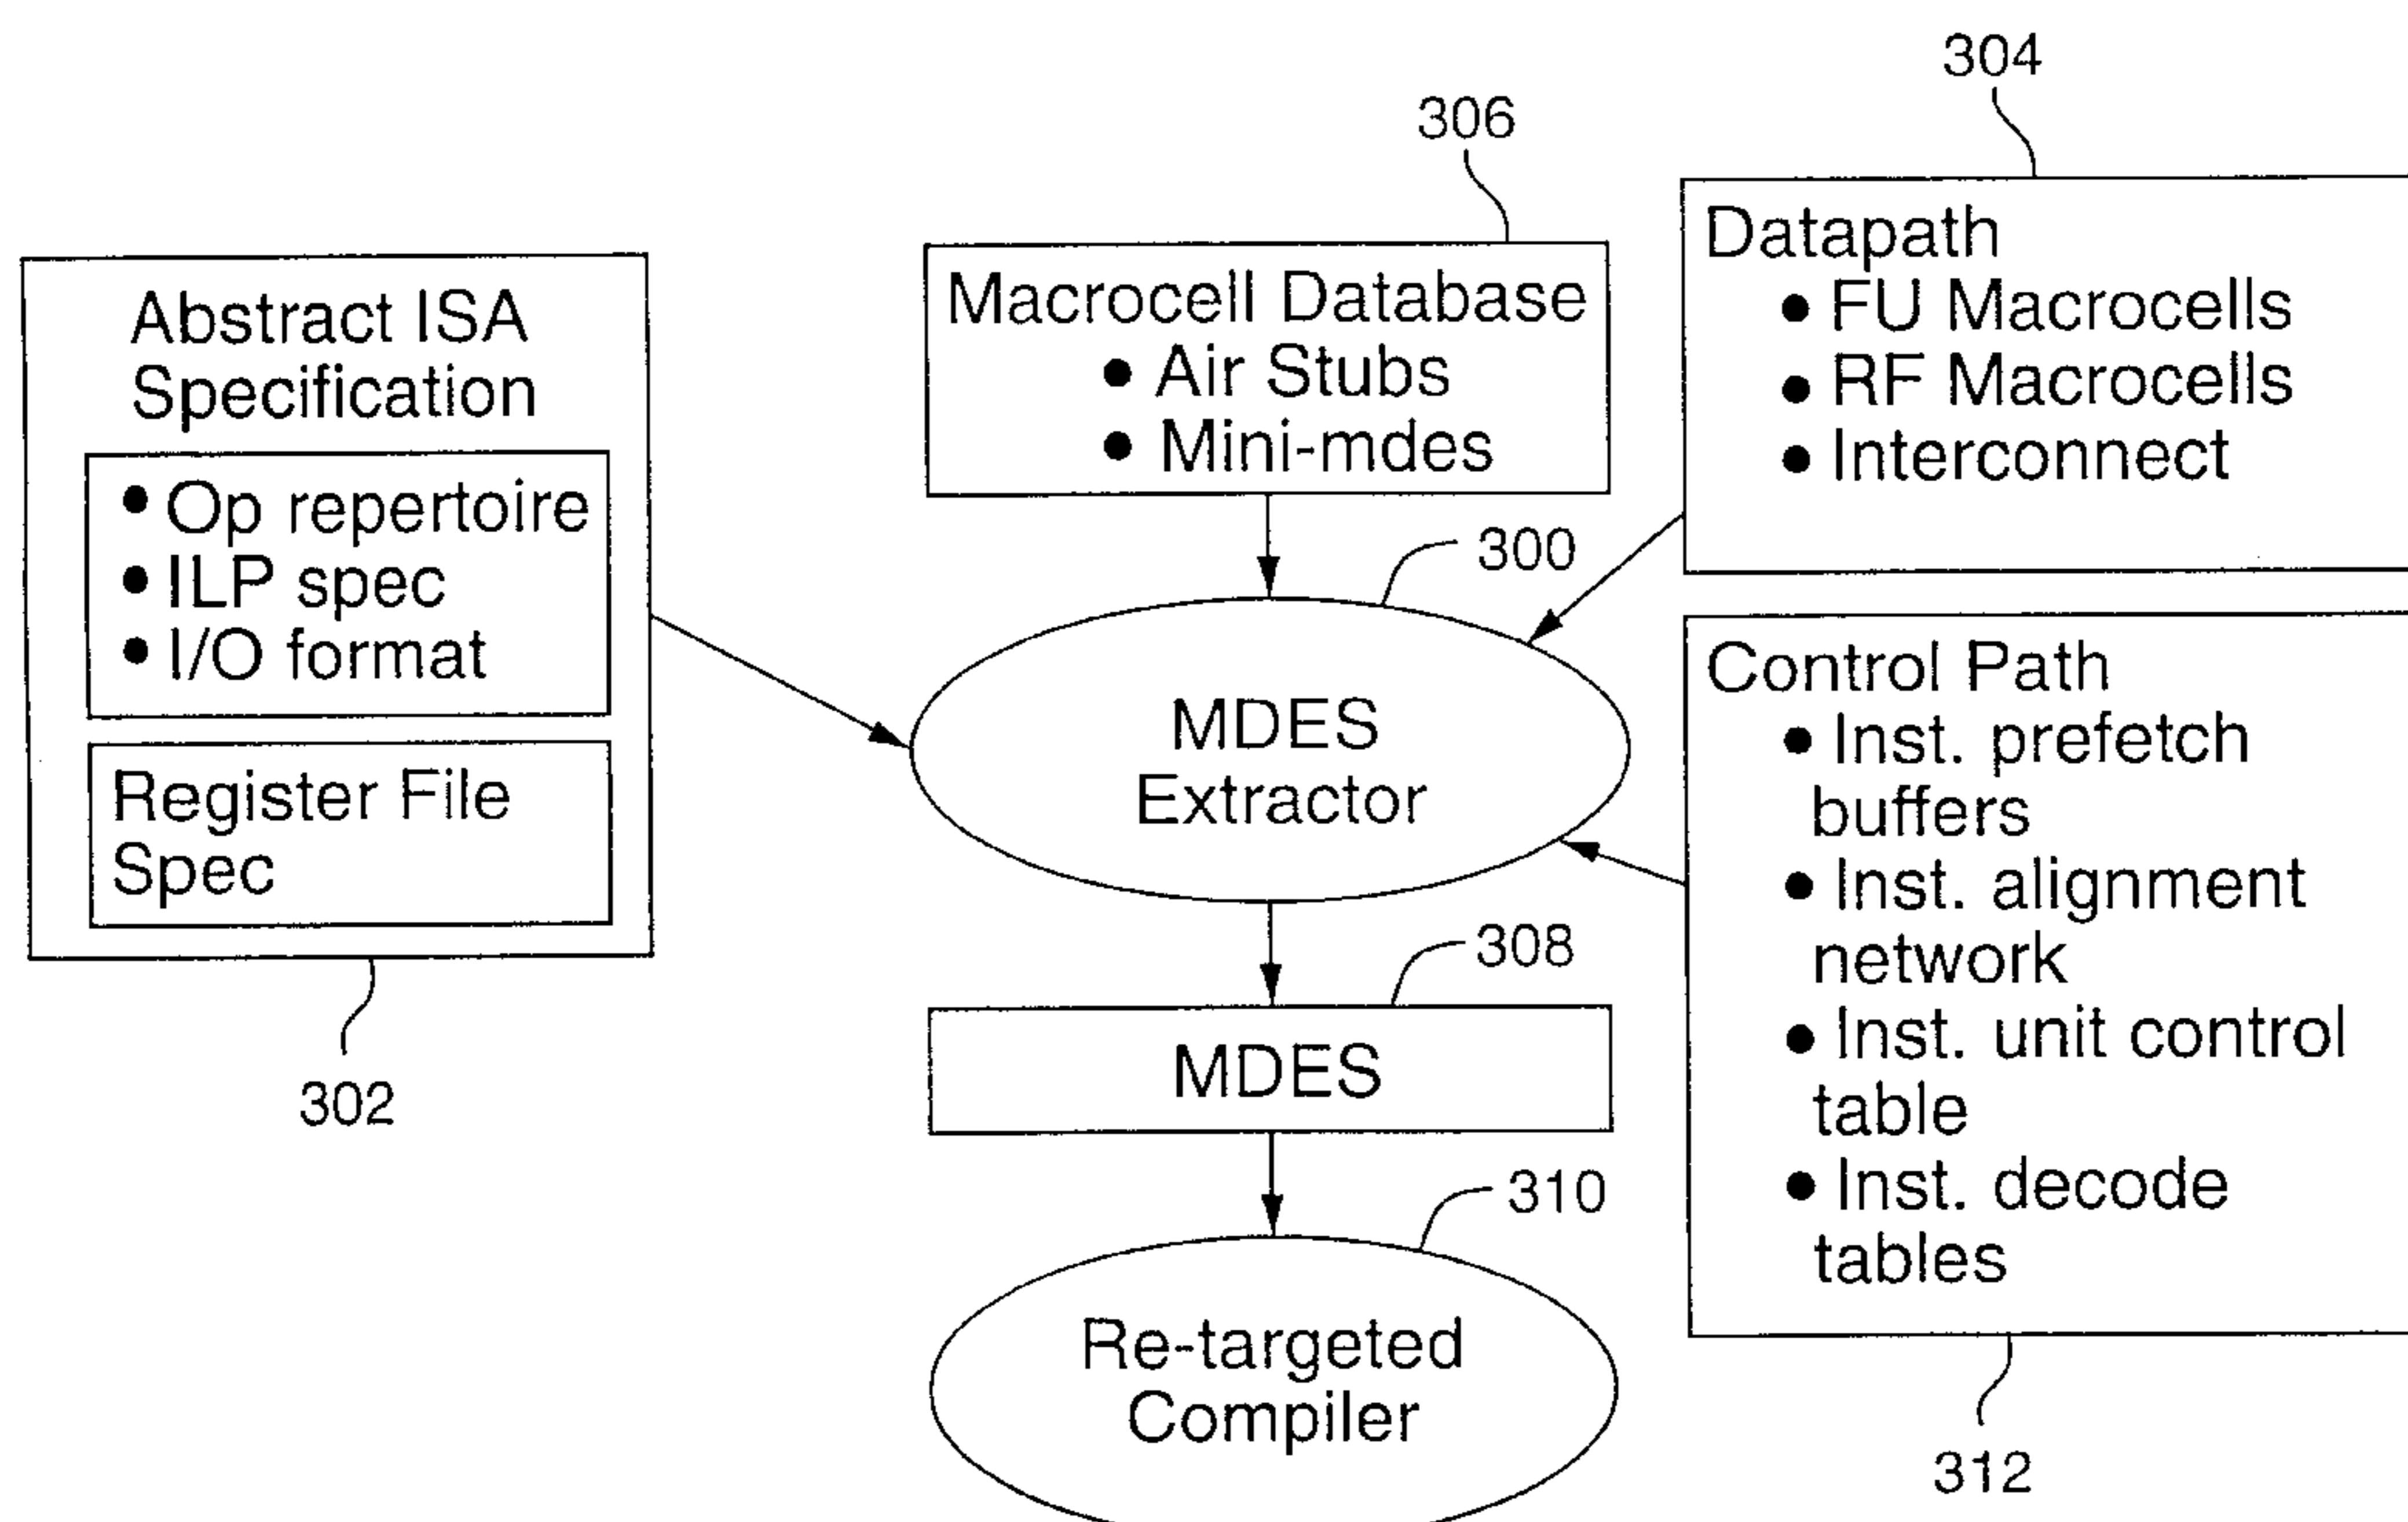 304
306
Datapath
• FU Macrocells
• RF Macrocells
• Interconnect
Macrocell Database
• Air Stubs
• Mini-mdes
Abstract ISA
Specification
• Op repertoire
• ILP spec
• I/O format
Register File
Spec
302
300
MDES
Extractor
Control Path
• Inst. prefetch
buffers
• Inst. alignment
network
• Inst. unit control
table
• Inst. decode
tables
312
308
MDES
310
Re-targeted
Compiler